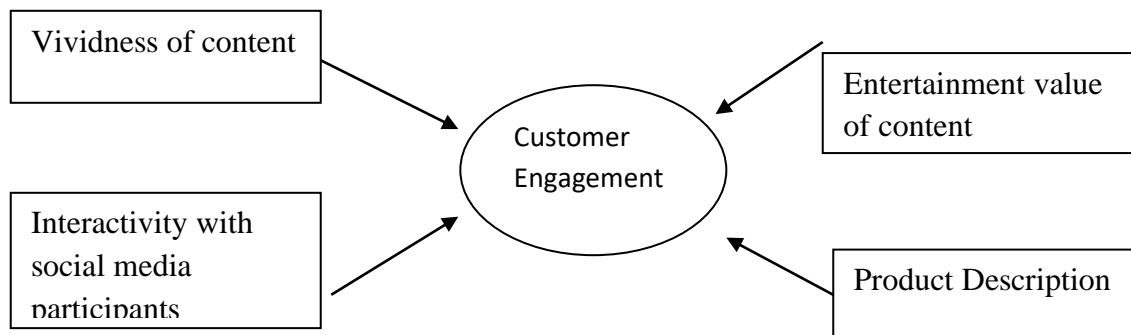 Vividness of content
Entertainment value
of content
Customer
Engagement
Interactivity with
social media
participants
Product Description